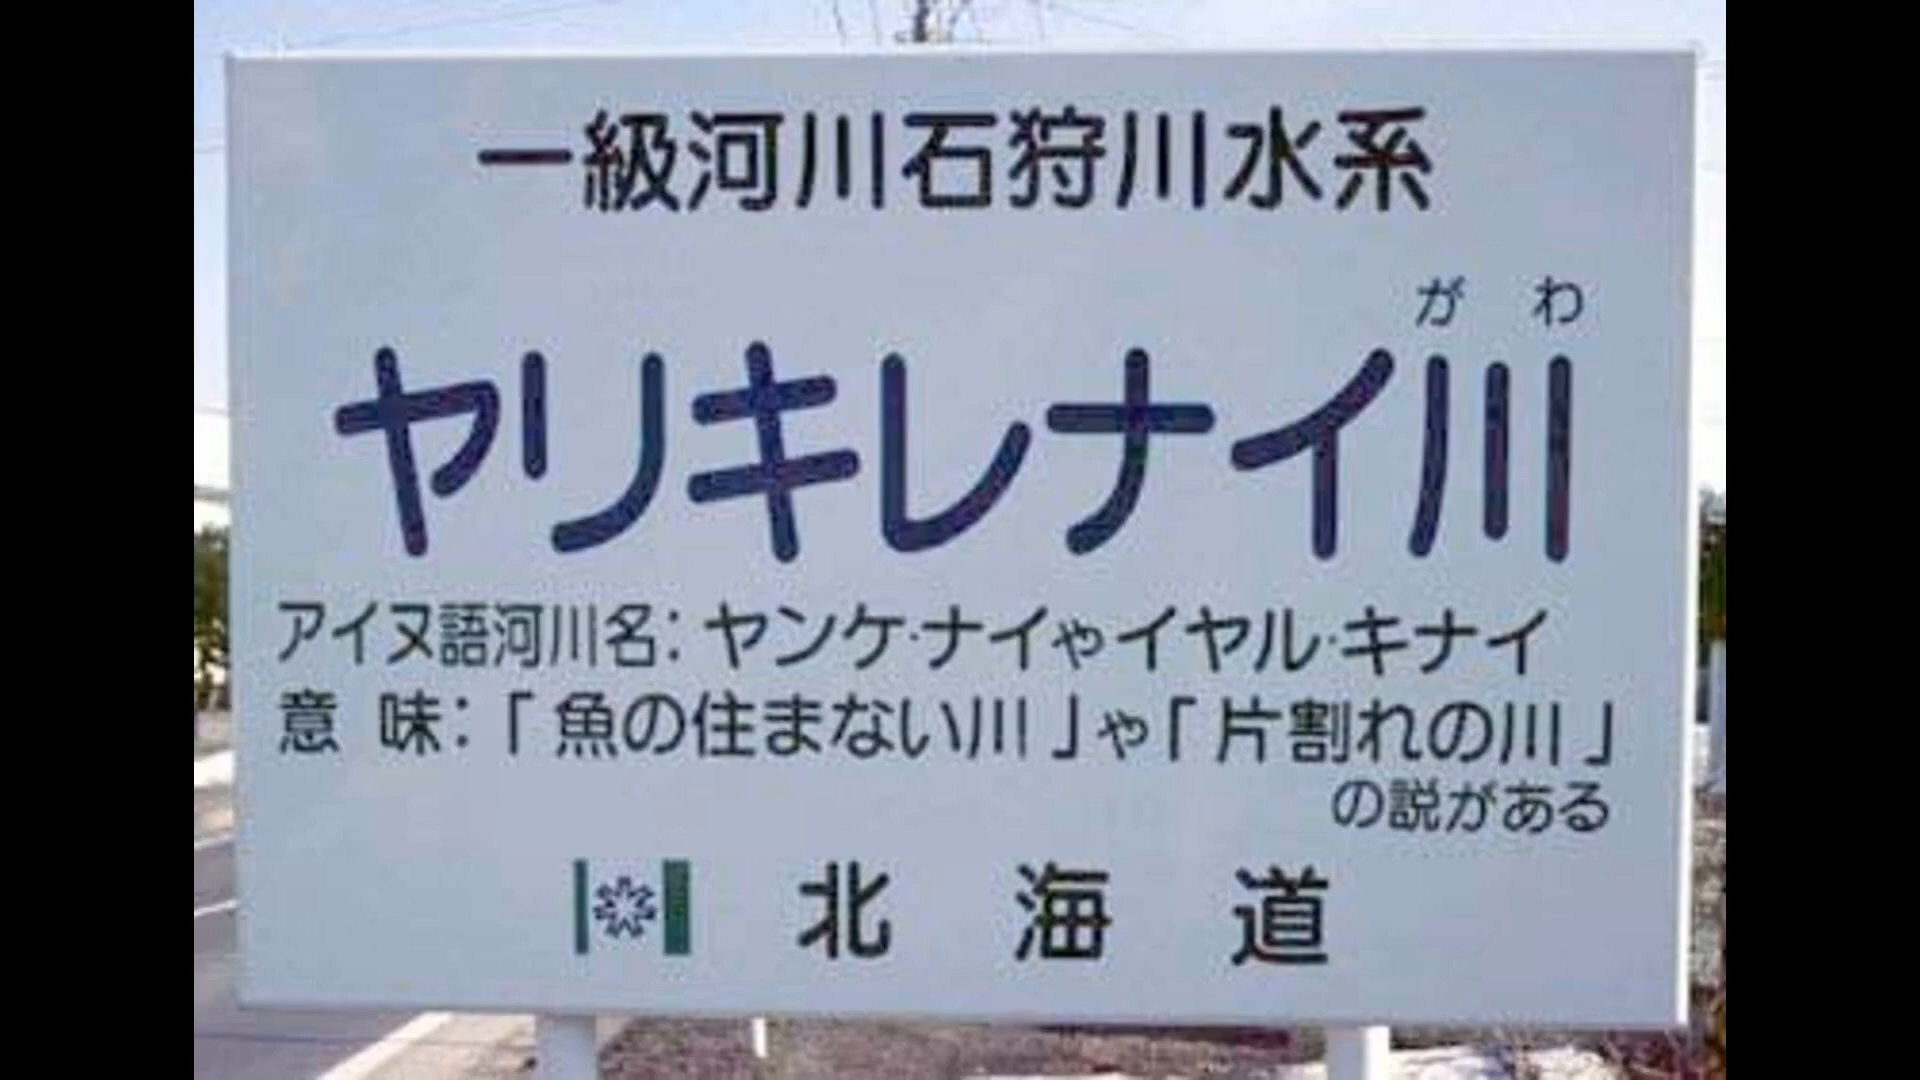 一級河川石狩川水系
がわ
ヤリキレナイ川
アイヌ語河川名：ヤンケ・ナイやイヤル・キナイ
意味：「魚の住まない川」や「片割れの川」
の説がある
北海道